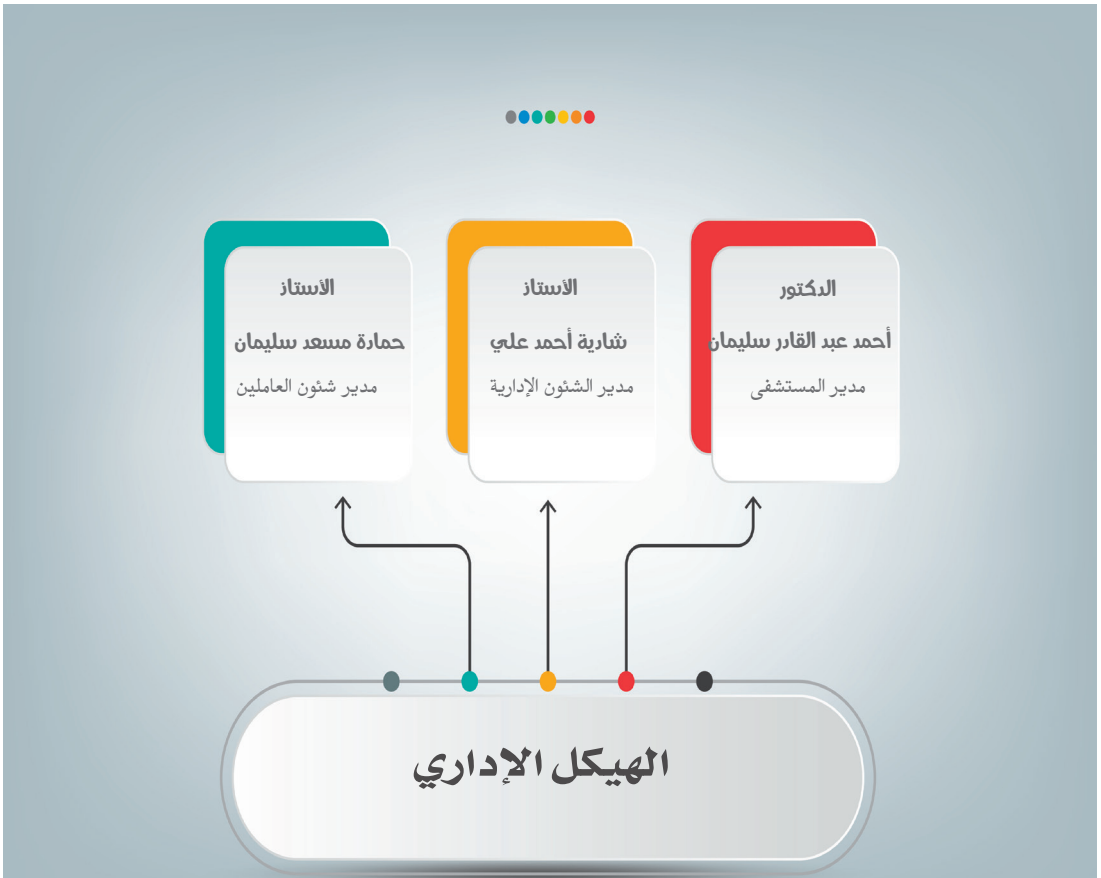 الدكتور
أحمد عبد القادر سليمان
مدير المستشفى
الأستاذ
شادية أحمد علي
مدير الشئون الإدارية
الأستاذ
حمادة مسعد سليمان
مدير شئون العاملين
الهيكل الإداري